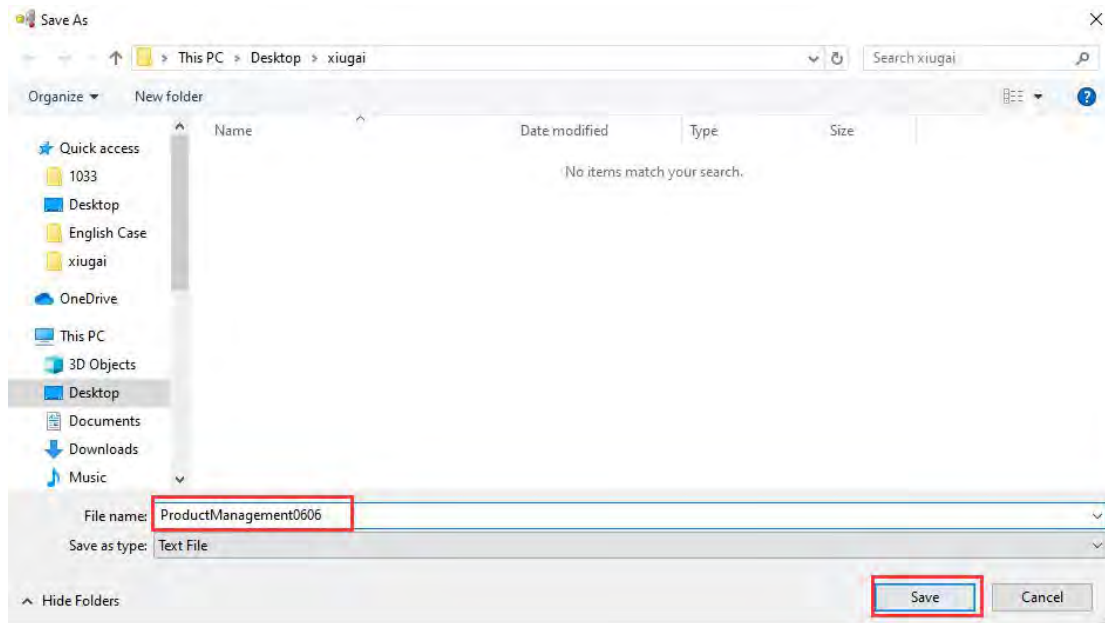 Save As
This PC > Desktop > xiugai
Search xiugai
Organize
New folder
Name
Date modified
Type
Size
No items match your search.
Quick access
1033
Desktop
English Case
xiugai
OneDrive
This PC
3D Objects
Desktop
Documents
Downloads
Music
File name: ProductManagement0606
Save as type: Text File
Hide Folders
Save
Cancel